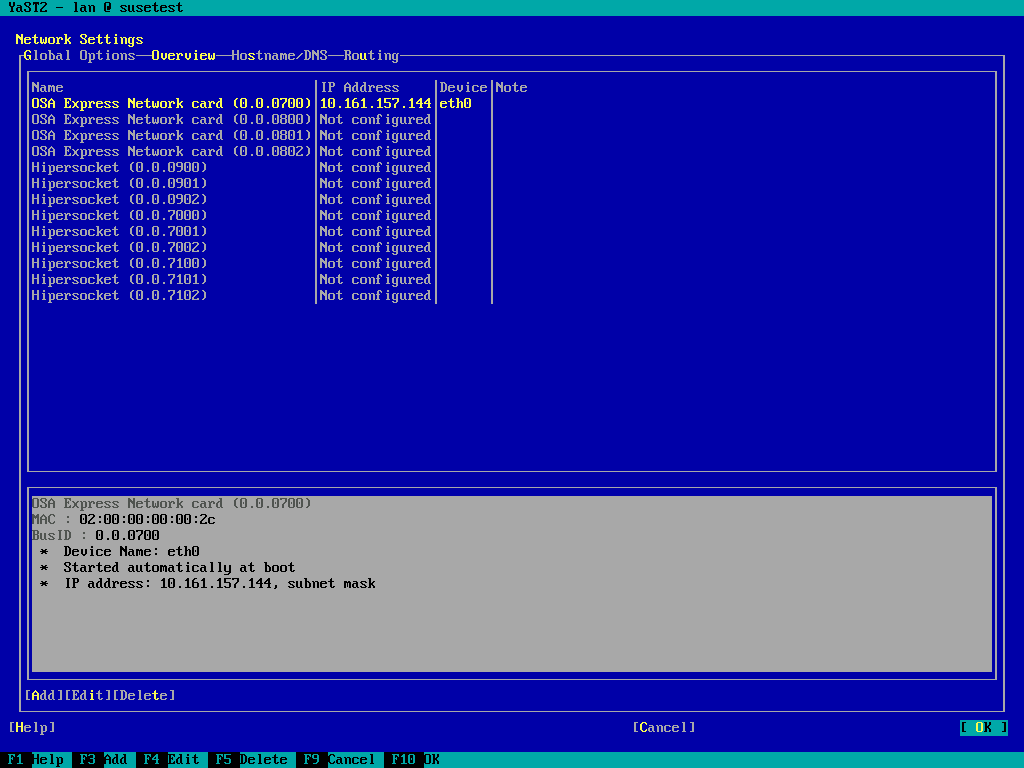 YaST2 - lan @ susetest
Network Settings
Global Options Overview Hostname/DNS Routing
Name IP Address Device Note
OSA Express Network card (0.0.0700) 10.161.157.144 eth0
OSA Express Network card (0.0.0800) Not configured
OSA Express Network card (0.0.0801) Not configured
OSA Express Network card (0.0.0802) Not configured
Hipersocket (0.0.0900) Not configured
Hipersocket (0.0.0901) Not configured
Hipersocket (0.0.0902) Not configured
Hipersocket (0.0.7000) Not configured
Hipersocket (0.0.7001) Not configured
Hipersocket (0.0.7002) Not configured
Hipersocket (0.0.7100) Not configured
Hipersocket (0.0.7101) Not configured
Hipersocket (0.0.7102) Not configured
OSA Express Network card (0.0.0700)
MAC : 02:00:00:00:00:2c
BusID : 0.0.0700
* Device Name: eth0
* Started automatically at boot
* IP address: 10.161.157.144, subnet mask
[Add][Edit][Delete]
[Help] [Cancel] [ OK ]
F1 Help F3 Add F4 Edit F5 Delete F9 Cancel F10 OK